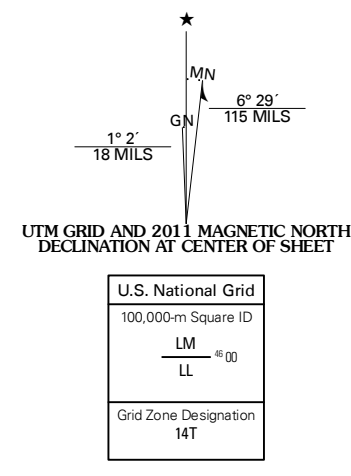 ★
MN
6° 29´
115 MILS
GN
1° 2´
18 MILS
UTM GRID AND 2011 MAGNETIC NORTH
DECLINATION AT CENTER OF SHEET
U.S. National Grid
100,000-m Square ID
LM
46 00
LL
Grid Zone Designation
14T